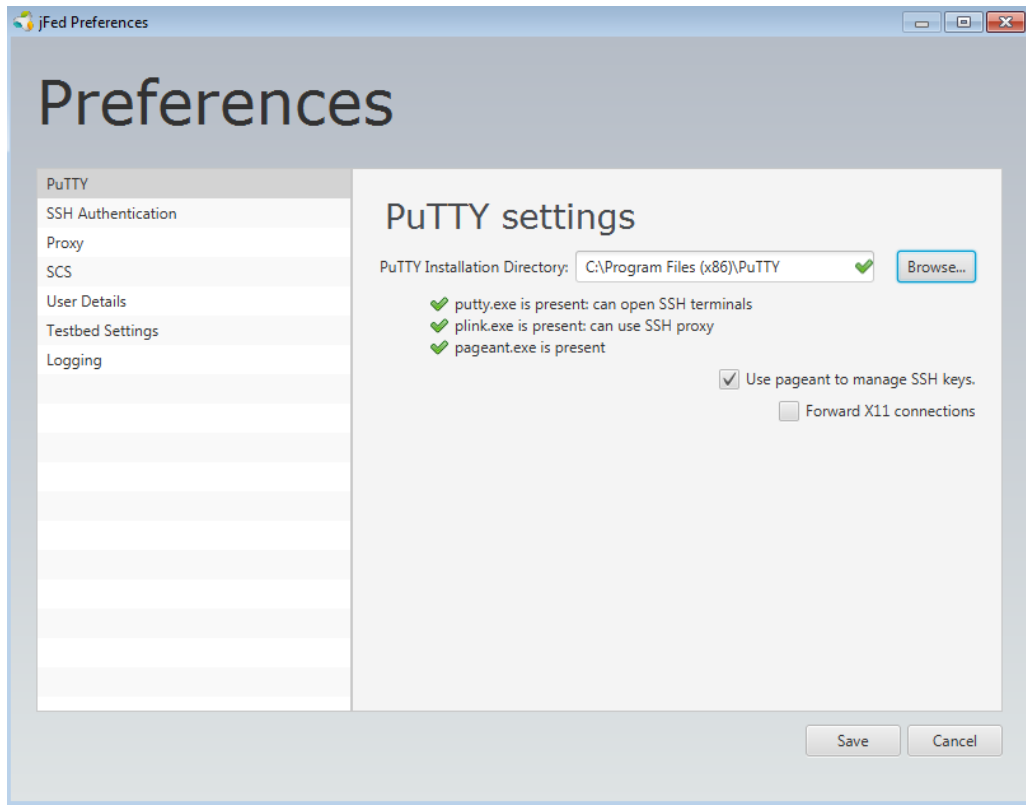 jFed Preferences
Preferences
PuTTY
SSH Authentication
Proxy
SCS
User Details
Testbed Settings
Logging
PuTTY settings
PuTTY Installation Directory: C:\Program Files (x86)\PuTTY Browse...
putty.exe is present: can open SSH terminals
plink.exe is present: can use SSH proxy
pageant.exe is present
Use pageant to manage SSH keys.
Forward X11 connections
Save Cancel